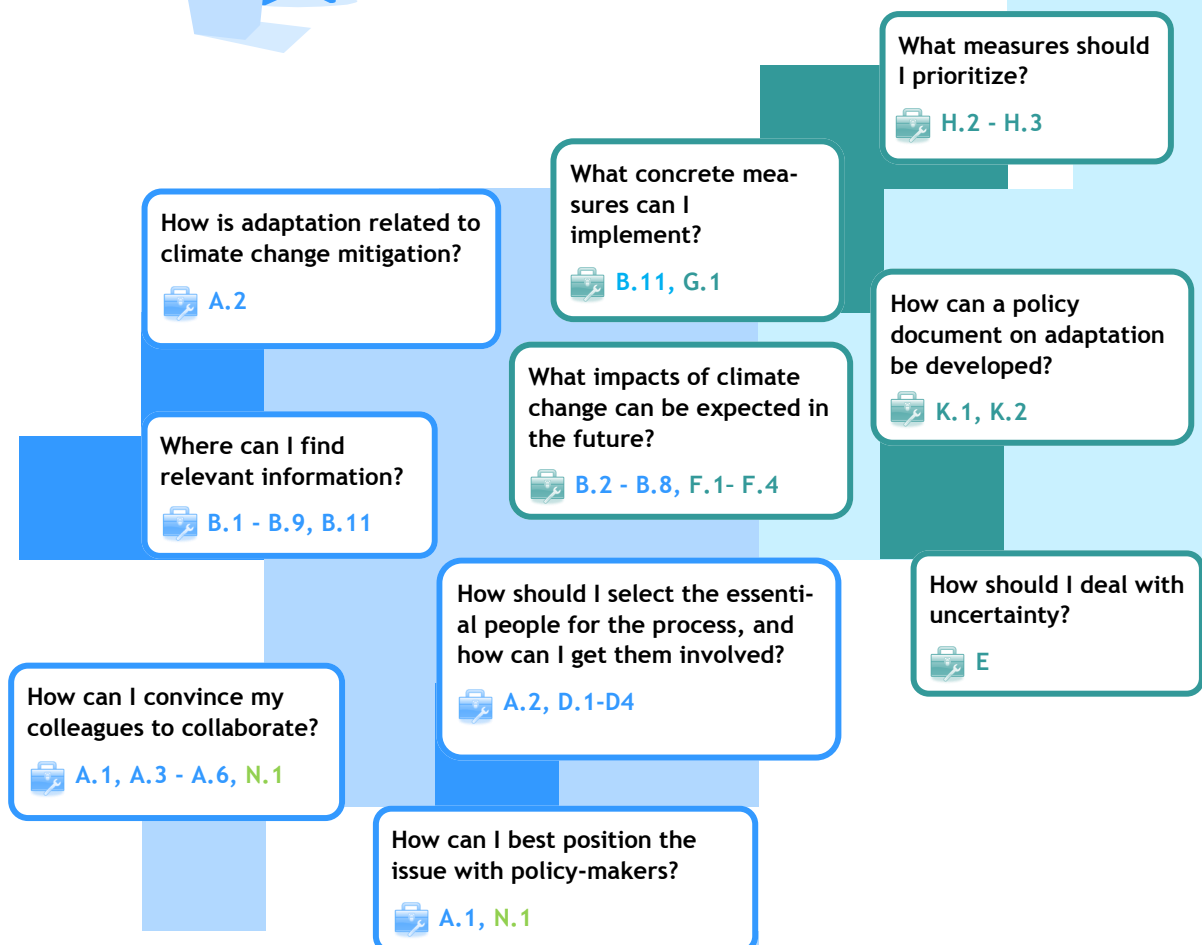 What measures should
I prioritize?
H.2 - H.3
What concrete mea-
sures can I
implement?
B.11, G.1
How is adaptation related to
climate change mitigation?
A.2
How can a policy
document on adaptation
be developed?
K.1, K.2
What impacts of climate
change can be expected in
the future?
B.2 - B.8, F.1- F.4
Where can I find
relevant information?
B.1 - B.9, B.11
How should I deal with
uncertainty?
E
How should I select the essenti-
al people for the process, and
how can I get them involved?
A.2, D.1-D4
How can I convince my
colleagues to collaborate?
A.1, A.3 - A.6, N.1
How can I best position the
issue with policy-makers?
A.1, N.1